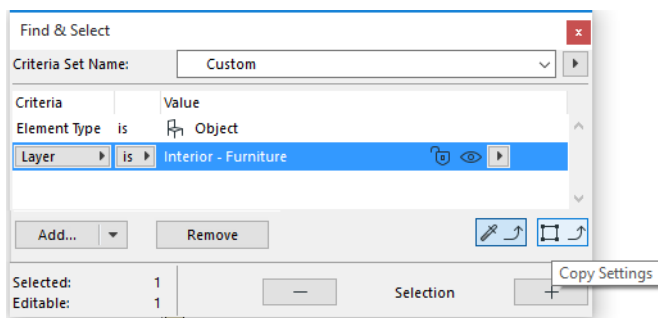 Find & Select
x
Criteria Set Name: Custom
Criteria Value
Element Type is Object
Layer is Interior - Furniture
Add... Remove
Copy Settings
Selected: 1
Editable: 1
— Selection +